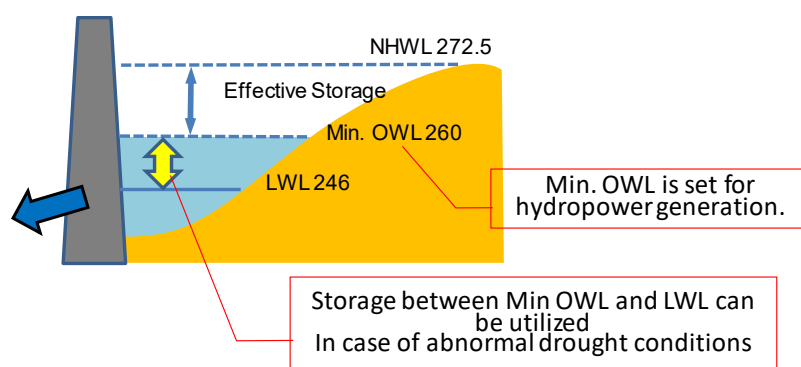 NHWL 272.5
Effective Storage
Min. OWL 260
LWL 246
Min. OWL is set for
hydropower generation.
Storage between Min OWL and LWL can
be utilized
In case of abnormal drought conditions